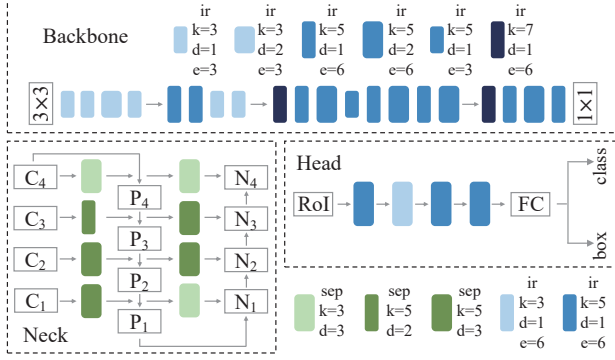 Backbone
ir ir ir ir ir ir
k=3 k=3 k=5 k=5 k=5 k=7
d=1 d=2 d=1 d=2 d=1 d=1
e=3 e=3 e=6 e=6 e=3 e=6
3×3
1×1
C4
P4
N4
C3
P3
N3
C2
P2
N2
C1
P1
N1
Neck
Head
RoI
FC
class
box
sep sep sep ir ir
k=3 k=5 k=5 k=3 k=5
d=3 d=2 d=3 d=1 d=1
e=6 e=6